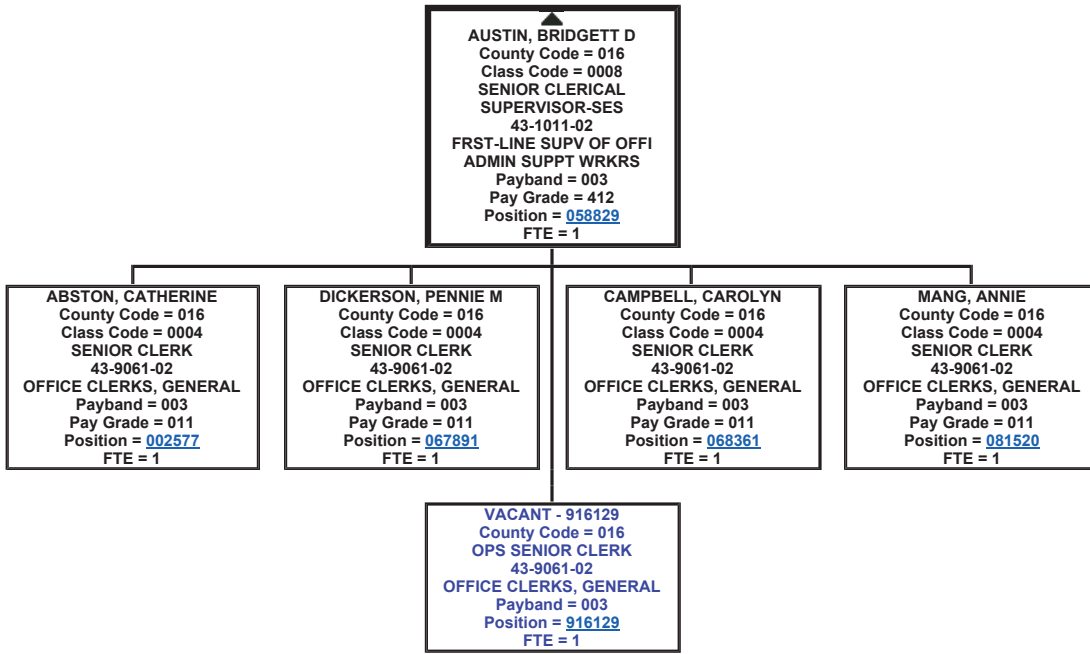 AUSTIN, BRIDGETT D
County Code = 016
Class Code = 0008
SENIOR CLERICAL
SUPERVISOR-SES
43-1011-02
FRST-LINE SUPV OF OFFI
ADMIN SUPPT WRKRS
Payband = 003
Pay Grade = 412
Position = 058829
FTE = 1
ABSTON, CATHERINE
County Code = 016
Class Code = 0004
SENIOR CLERK
43-9061-02
OFFICE CLERKS, GENERAL
Payband = 003
Pay Grade = 011
Position = 002577
FTE = 1
DICKERSON, PENNIE M
County Code = 016
Class Code = 0004
SENIOR CLERK
43-9061-02
OFFICE CLERKS, GENERAL
Payband = 003
Pay Grade = 011
Position = 067891
FTE = 1
CAMPBELL, CAROLYN
County Code = 016
Class Code = 0004
SENIOR CLERK
43-9061-02
OFFICE CLERKS, GENERAL
Payband = 003
Pay Grade = 011
Position = 068361
FTE = 1
MANG, ANNIE
County Code = 016
Class Code = 0004
SENIOR CLERK
43-9061-02
OFFICE CLERKS, GENERAL
Payband = 003
Pay Grade = 011
Position = 081520
FTE = 1
VACANT - 916129
County Code = 016
OPS SENIOR CLERK
43-9061-02
OFFICE CLERKS, GENERAL
Payband = 003
Position = 916129
FTE = 1